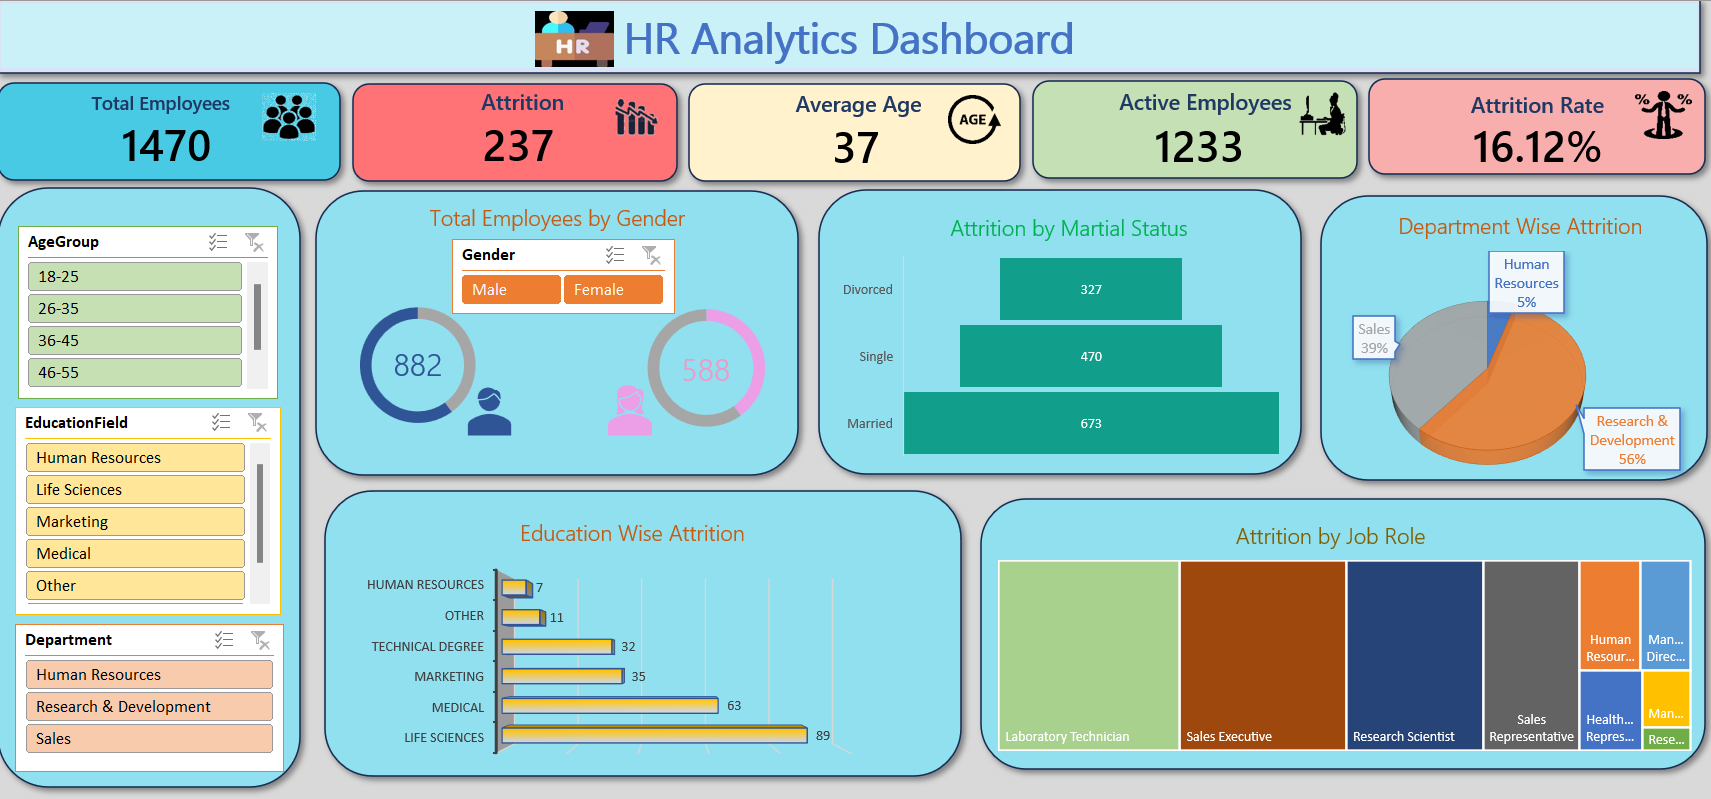 HR
HR Analytics Dashboard
Total Employees
1470
Attrition
237
Average Age
37
AGE
Active Employees
1233
Attrition Rate
16.12%
% %
AgeGroup
18-25
26-35
36-45
46-55
EducationField
Human Resources
Life Sciences
Marketing
Medical
Other
Department
Human Resources
Research & Development
Sales
Total Employees by Gender
Gender
Male Female
882
588
Attrition by Martial Status
Divorced 327
Single 470
Married 673
Department Wise Attrition
Human
Resources
5%
Sales
39%
Research &
Development
56%
Education Wise Attrition
HUMAN RESOURCES 7
OTHER 11
TECHNICAL DEGREE 32
MARKETING 35
MEDICAL 63
LIFE SCIENCES 89
Attrition by Job Role
Laboratory Technician
Sales Executive
Research Scientist
Sales
Representative
Human
Resour...
Man...
Direc...
Health...
Repres...
Man...
Rese...